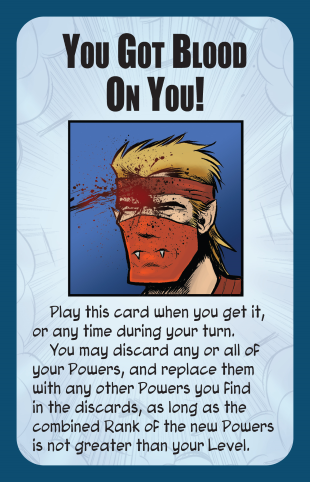 You Got Blood
On You!
Play this card when you get it,
or any time during your turn.
You may discard any or all of
your Powers, and replace them
with any other Powers you find
in the discards, as long as the
combined Rank of the new Powers
is not greater than your Level.